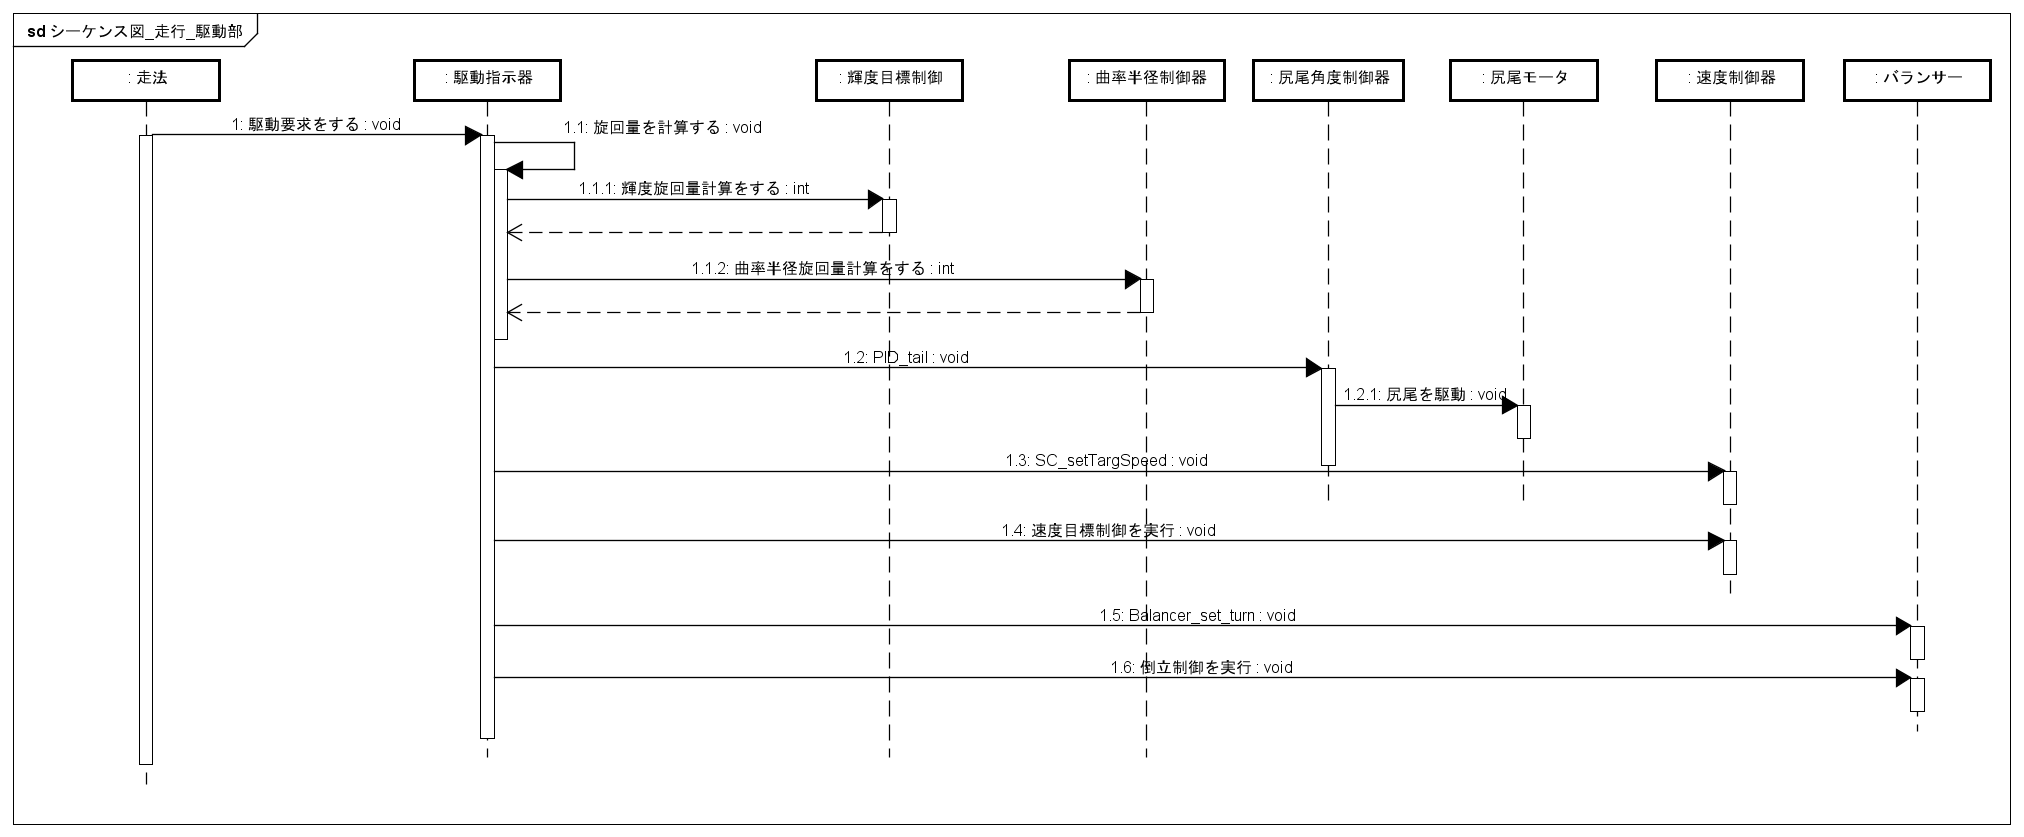 sd シーケンス図_走行_駆動部
: 走法
: 駆動指示器
: 輝度目標制御
: 曲率半径制御器
: 尻尾角度制御器
: 尻尾モータ
: 速度制御器
: バランサー
1: 駆動要求をする : void
1.1: 旋回量を計算する : void
1.1.1: 輝度旋回量計算をする : int
1.1.2: 曲率半径旋回量計算をする : int
1.2: PID_tail : void
1.2.1: 尻尾を駆動 : void
1.3: SC_setTargSpeed : void
1.4: 速度目標制御を実行 : void
1.5: Balancer_set_turn : void
1.6: 倒立制御を実行 : void